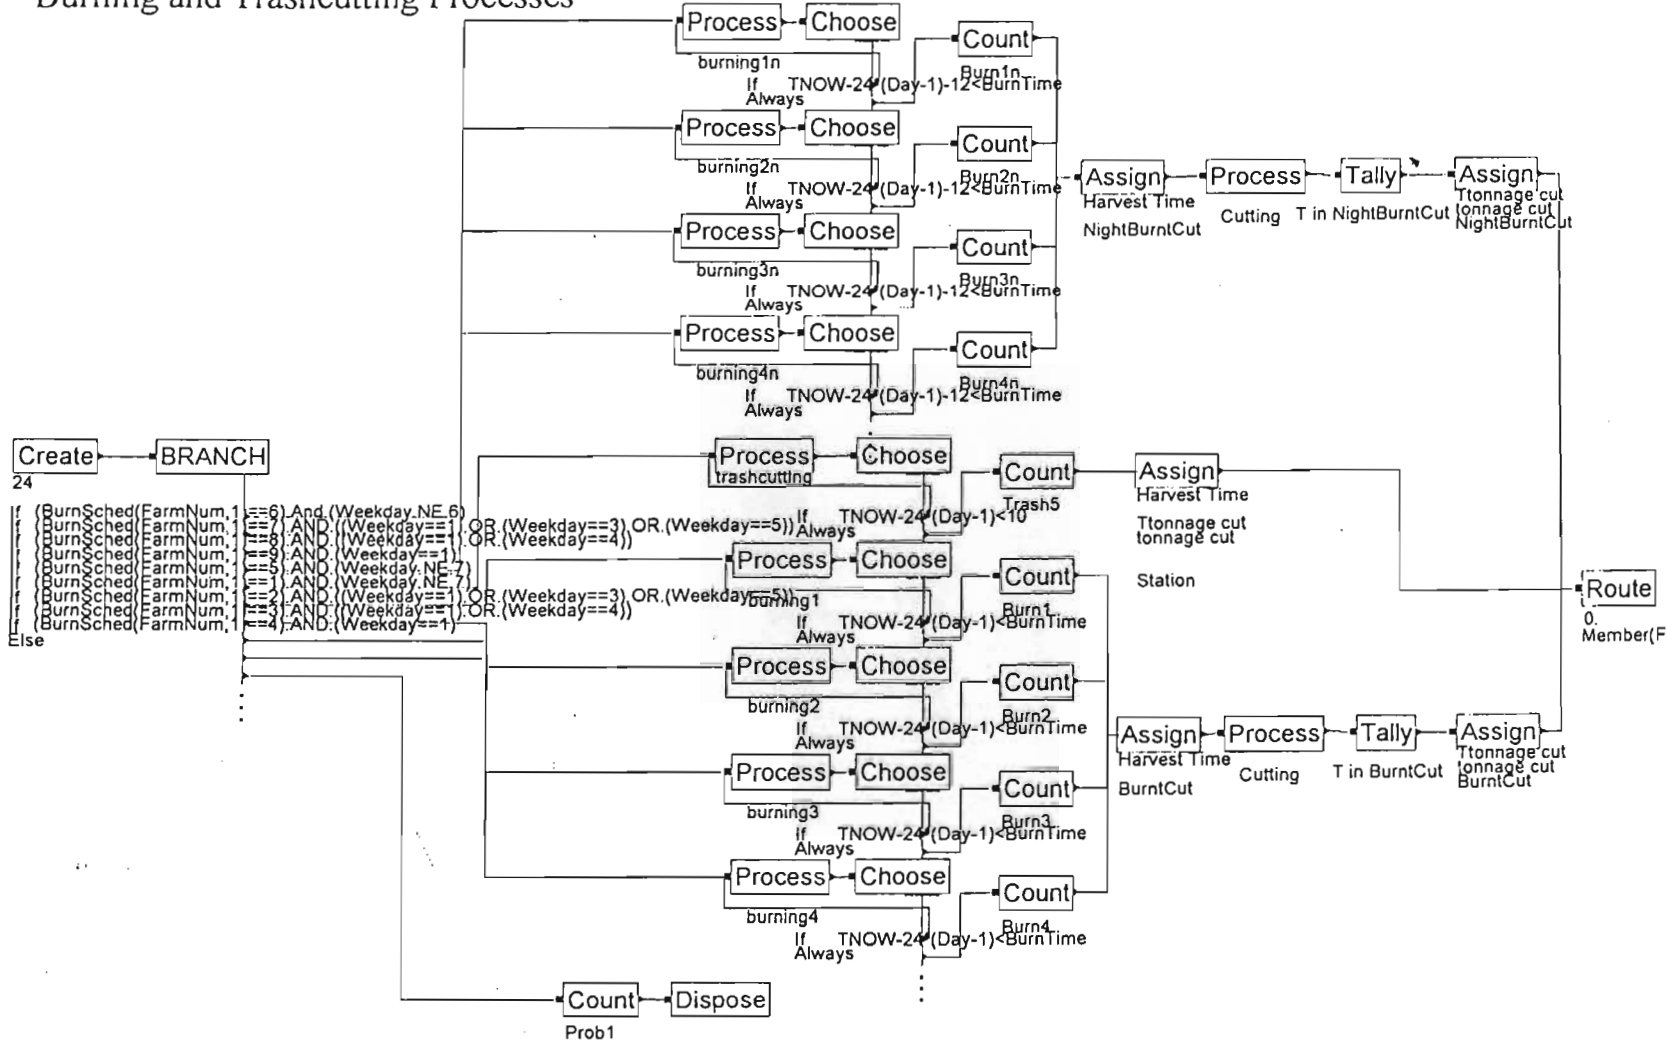 Burning and Trashcutting Processes
Process
Choose
burning1n
If TNOW-24*(Day-1)-12<BurnTime
Always
Count
Burn1n
Process
Choose
burning2n
If TNOW-24*(Day-1)-12<BurnTime
Always
Count
Burn2n
Process
Choose
burning3n
If TNOW-24*(Day-1)-12<BurnTime
Always
Count
Burn3n
Process
Choose
burning4n
If TNOW-24*(Day-1)-12<BurnTime
Always
Count
Burn4n
Assign
Harvest Time
NightBurntCut
Process
Cutting
Tally
T in NightBurntCut
Assign
Ttonnage cut
tonnage cut
NightBurntCut
Create
24
BRANCH
If (BurnSched(FarmNum,1)==6).And.(Weekday.NE.6)
If (BurnSched(FarmNum,1)==7).AND.((Weekday==1).OR.(Weekday==3).OR.(Weekday==5))
If (BurnSched(FarmNum,1)==8).AND.((Weekday==1).OR.(Weekday==4))
If (BurnSched(FarmNum,1)==9).AND.(Weekday==1)
If (BurnSched(FarmNum,1)==5).AND.(Weekday.NE.7)
If (BurnSched(FarmNum,1)==1).AND.(Weekday.NE.7)
If (BurnSched(FarmNum,1)==2).AND.((Weekday==1).OR.(Weekday==3).OR.(Weekday==5))
If (BurnSched(FarmNum,1)==3).AND.((Weekday==1).OR.(Weekday==4))
If (BurnSched(FarmNum,1)==4).AND.(Weekday==1)
Else
Process
Choose
trashcutting
If TNOW-24*(Day-1)<10
Always
Count
Trash5
Assign
Harvest Time
Ttonnage cut
tonnage cut
Station
Process
Choose
burning1
If TNOW-24*(Day-1)<BurnTime
Always
Count
Burn1
Process
Choose
burning2
If TNOW-24*(Day-1)<BurnTime
Always
Count
Burn2
Process
Choose
burning3
If TNOW-24*(Day-1)<BurnTime
Always
Count
Burn3
Process
Choose
burning4
If TNOW-24*(Day-1)<BurnTime
Always
Count
Burn4
Assign
Harvest Time
BurntCut
Process
Cutting
Tally
T in BurntCut
Assign
Ttonnage cut
tonnage cut
BurntCut
Route
0.
Member(F
Count
Prob1
Dispose